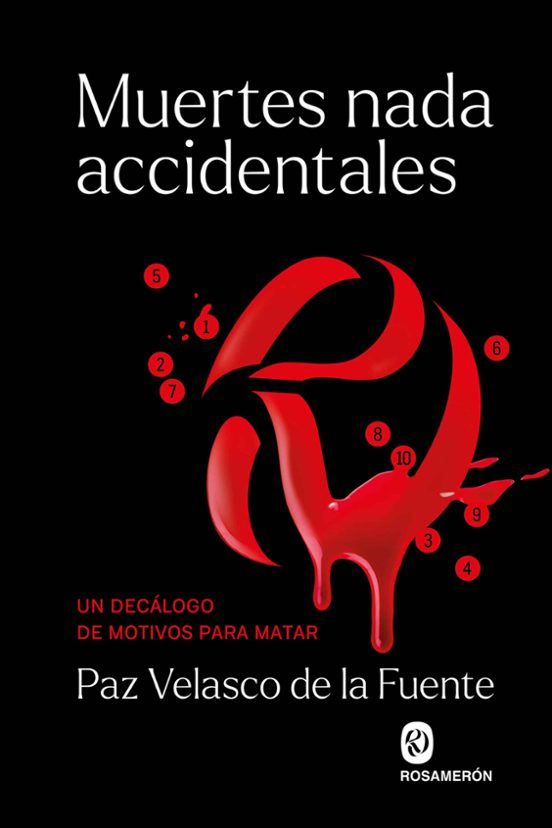 Muertes nada
accidentales
5
1
2
7
6
8
10
9
3
4
UN DECÁLOGO
DE MOTIVOS PARA MATAR
Paz Velasco de la Fuente
ROSAMERÓN